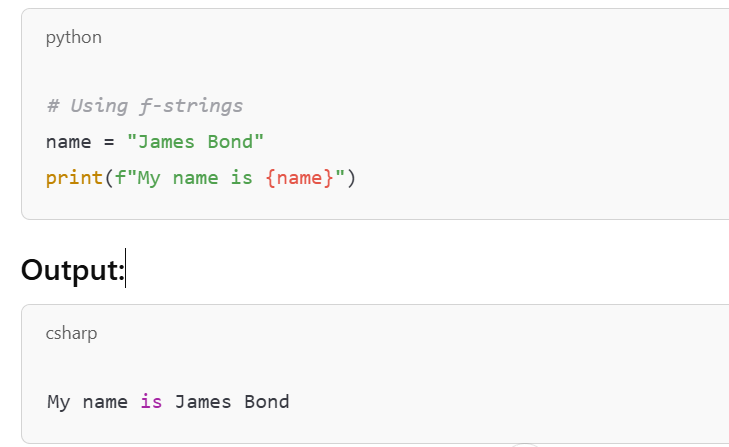 python
# Using f-strings
name = "James Bond"
print(f"My name is {name}")
Output:
csharp
My name is James Bond